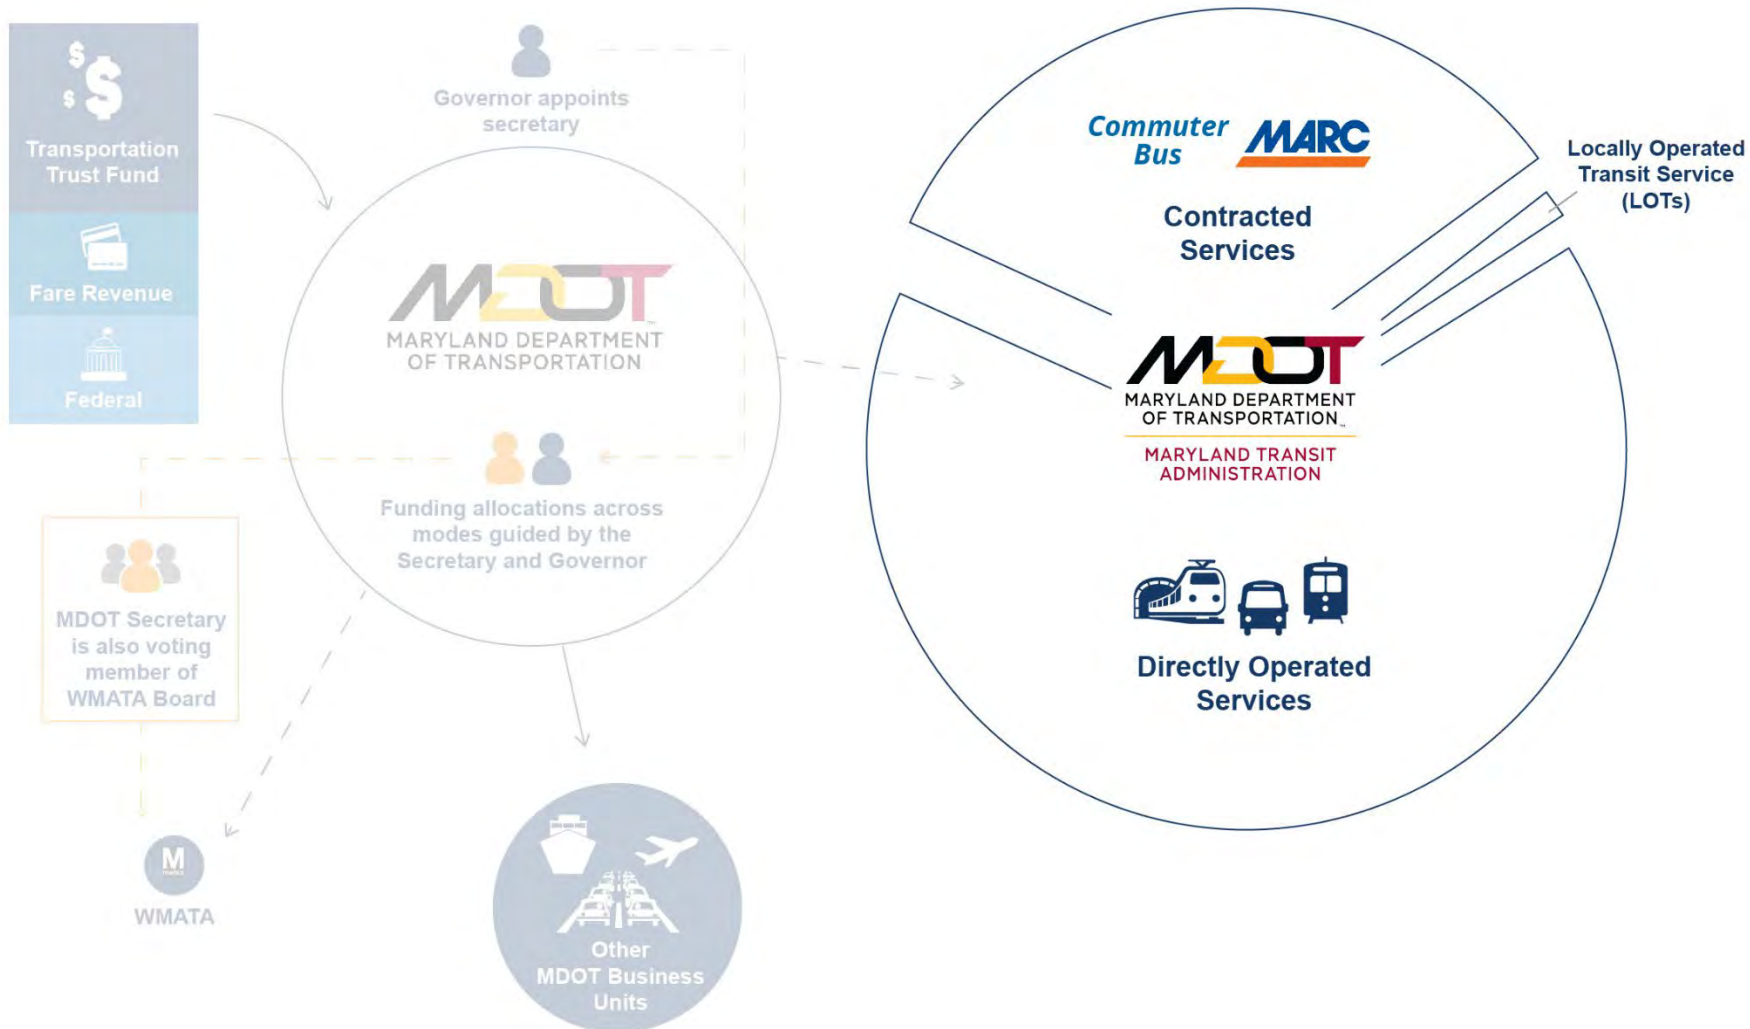 Transportation
Trust Fund
Fare Revenue
Federal
Governor appoints
secretary
MDOT
MARYLAND DEPARTMENT
OF TRANSPORTATION
Funding allocations across
modes guided by the
Secretary and Governor
MDOT Secretary
is also voting
member of
WMATA Board
M
WMATA
Other
MDOT Business
Units
Commuter
Bus
MARC
Contracted
Services
Locally Operated
Transit Service
(LOTs)
MDOT
MARYLAND DEPARTMENT
OF TRANSPORTATION™
MARYLAND TRANSIT
ADMINISTRATION
Directly Operated
Services